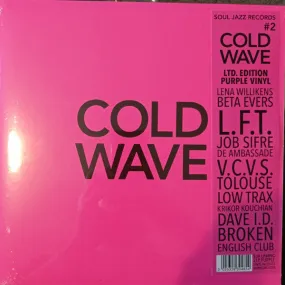 COLD
WAVE
SOUL JAZZ RECORDS
#2
COLD
WAVE
LTD. EDITION
PURPLE VINYL
LENA WILLIKENS
BETA EVERS
L.F.T.
JOB SIFRE
DE AMBASSADE
V.C.V.S.
TOLOUSE
LOW TRAX
KRIKOR KOUCHIAN
DAVE I.D.
BROKEN
ENGLISH CLUB